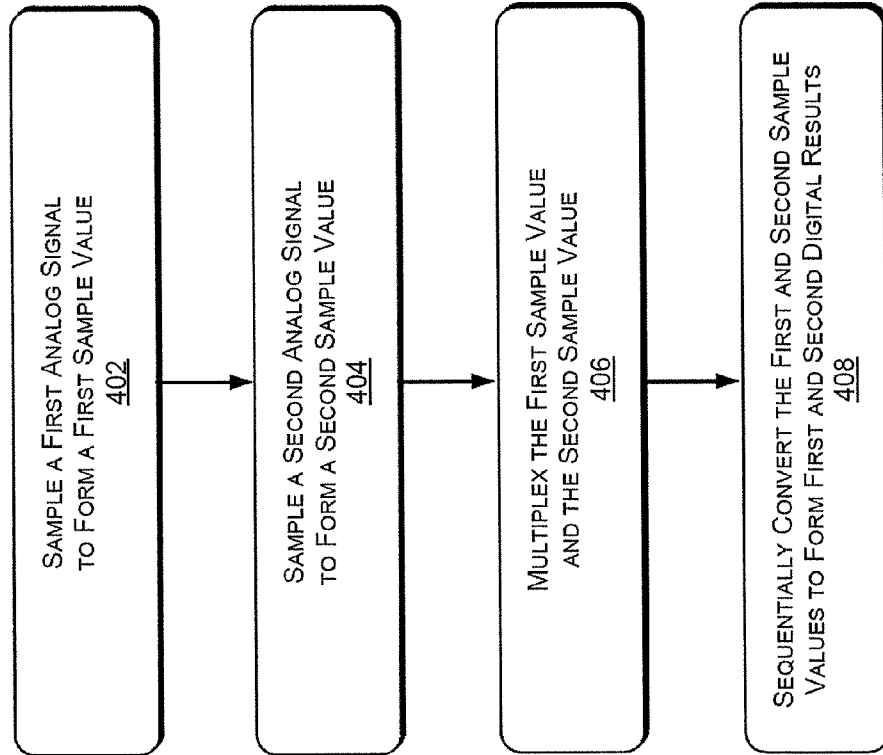 SAMPLE A FIRST ANALOG SIGNAL
TO FORM A FIRST SAMPLE VALUE
402
SAMPLE A SECOND ANALOG SIGNAL
TO FORM A SECOND SAMPLE VALUE
404
MULTIPLEX THE FIRST SAMPLE VALUE
AND THE SECOND SAMPLE VALUE
406
SEQUENTIALLY CONVERT THE FIRST AND SECOND SAMPLE
VALUES TO FORM FIRST AND SECOND DIGITAL RESULTS
408